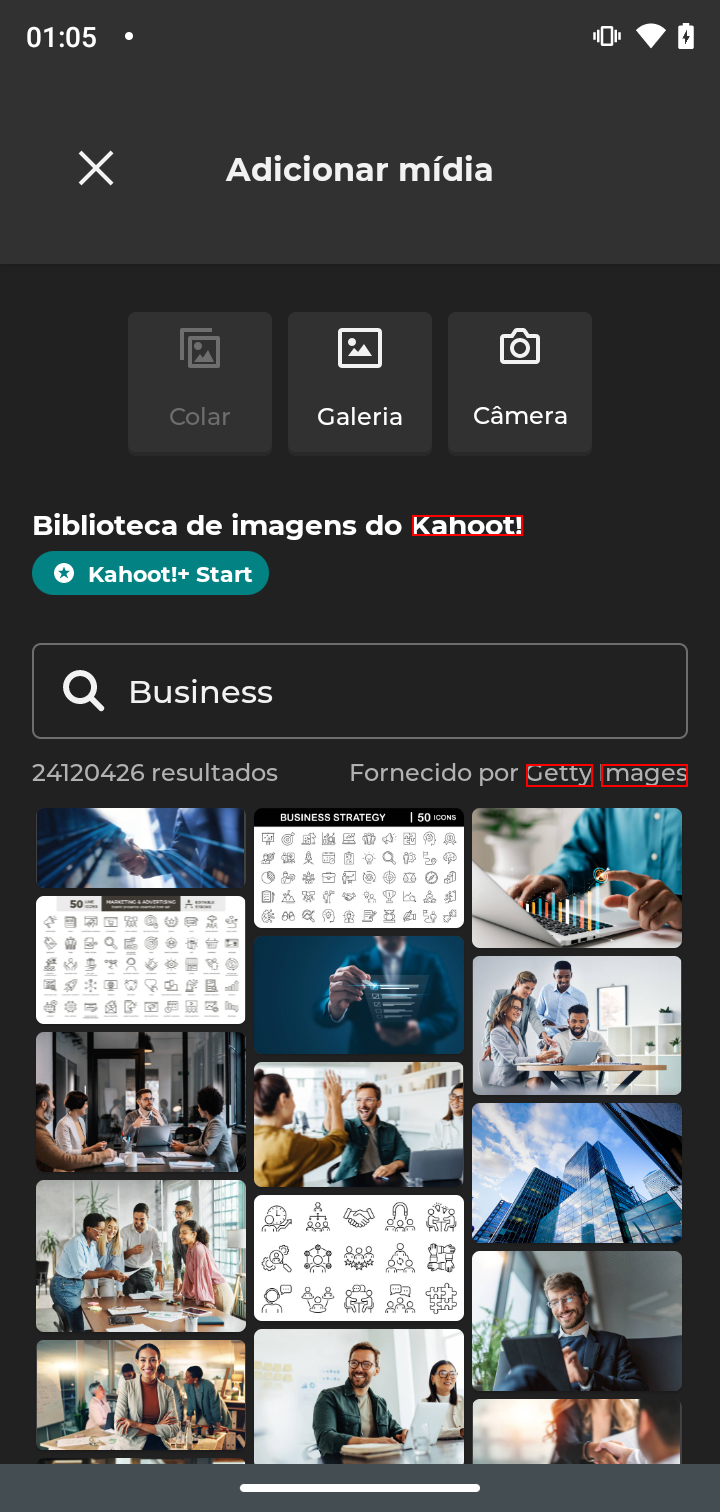 01:05
Adicionar mídia
Colar
Galeria
Câmera
Biblioteca de imagens do Kahoot!
Kahoot!+ Start
Business
24120426 resultados
Fornecido por Getty Images
BUSINESS STRATEGY | 50 ICONS
50 LINE ICONS MARKETING & ADVERTISING EDITABLE STROKE